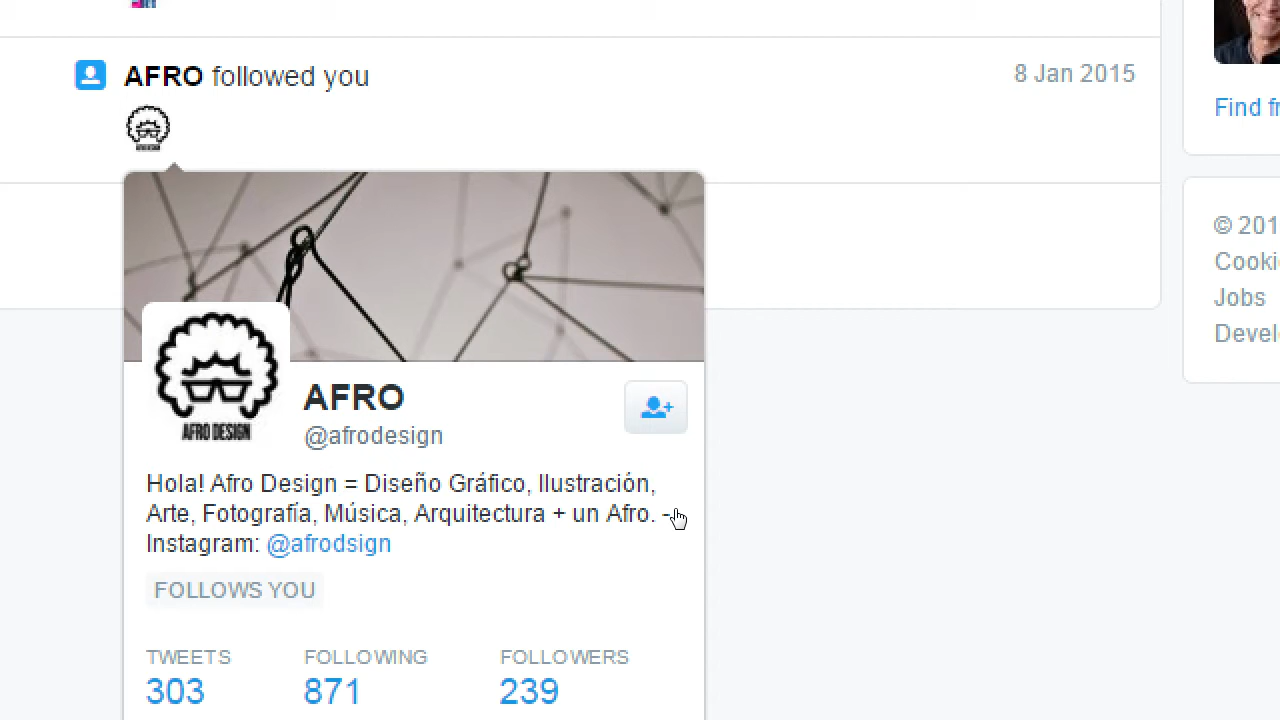 AFRO followed you
8 Jan 2015
Find fr
© 201
Cooki
Jobs
Devel
AFRO DESIGN
AFRO
@afrodesign
Hola! Afro Design = Diseño Gráfico, Ilustración,
Arte, Fotografía, Música, Arquitectura + un Afro. -
Instagram: @afrodsign
FOLLOWS YOU
TWEETS FOLLOWING FOLLOWERS
303 871 239